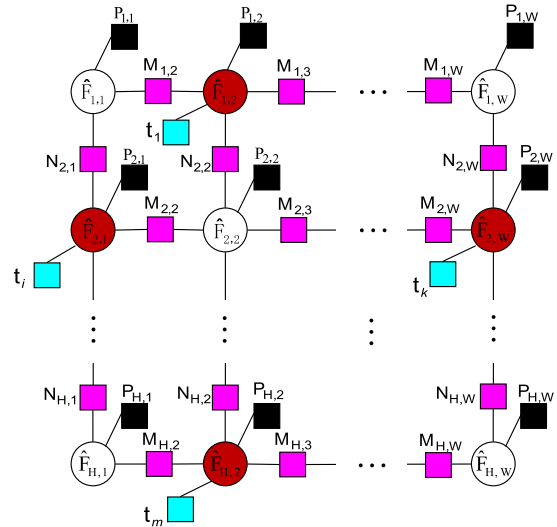 P1,1 P1,2 P1,W
M1,2 M1,3 M1,W
F̂1,1 F̂1,2 ··· F̂1,W
t1
N2,1 P2,1 N2,2 P2,2 N2,W P2,W
M2,2 M2,3 M2,W
F̂2,1 F̂2,2 ··· F̂2,W
ti tk
NH,1 PH,1 NH,2 PH,2 NH,W PH,W
MH,2 MH,3 MH,W
F̂H,1 F̂H,2 ··· F̂H,W
tm